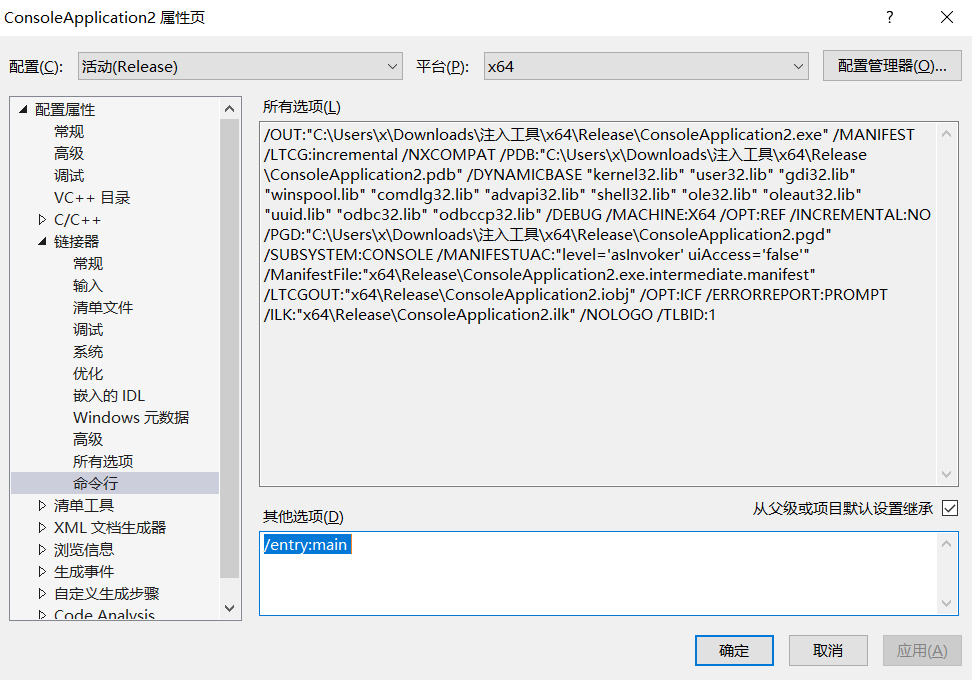 ConsoleApplication2 属性页
配置(C): 活动(Release) 平台(P): x64 配置管理器(O)...
配置属性
常规
高级
调试
VC++ 目录
C/C++
链接器
常规
输入
清单文件
调试
系统
优化
嵌入的 IDL
Windows 元数据
高级
所有选项
命令行
清单工具
XML 文档生成器
浏览信息
生成事件
自定义生成步骤
Code Analysis
所有选项(L)
/OUT:"C:\Users\x\Downloads\注入工具\x64\Release\ConsoleApplication2.exe" /MANIFEST
/LTCG:incremental /NXCOMPAT /PDB:"C:\Users\x\Downloads\注入工具\x64\Release
\ConsoleApplication2.pdb" /DYNAMICBASE "kernel32.lib" "user32.lib" "gdi32.lib"
"winspool.lib" "comdlg32.lib" "advapi32.lib" "shell32.lib" "ole32.lib" "oleaut32.lib"
"uuid.lib" "odbc32.lib" "odbccp32.lib" /DEBUG /MACHINE:X64 /OPT:REF /INCREMENTAL:NO
/PGD:"C:\Users\x\Downloads\注入工具\x64\Release\ConsoleApplication2.pgd"
/SUBSYSTEM:CONSOLE /MANIFESTUAC:"level='asInvoker' uiAccess='false'"
/ManifestFile:"x64\Release\ConsoleApplication2.exe.intermediate.manifest"
/LTCGOUT:"x64\Release\ConsoleApplication2.iobj" /OPT:ICF /ERRORREPORT:PROMPT
/ILK:"x64\Release\ConsoleApplication2.ilk" /NOLOGO /TLBID:1
从父级或项目默认设置继承
其他选项(D)
/entry:main
确定 取消 应用(A)